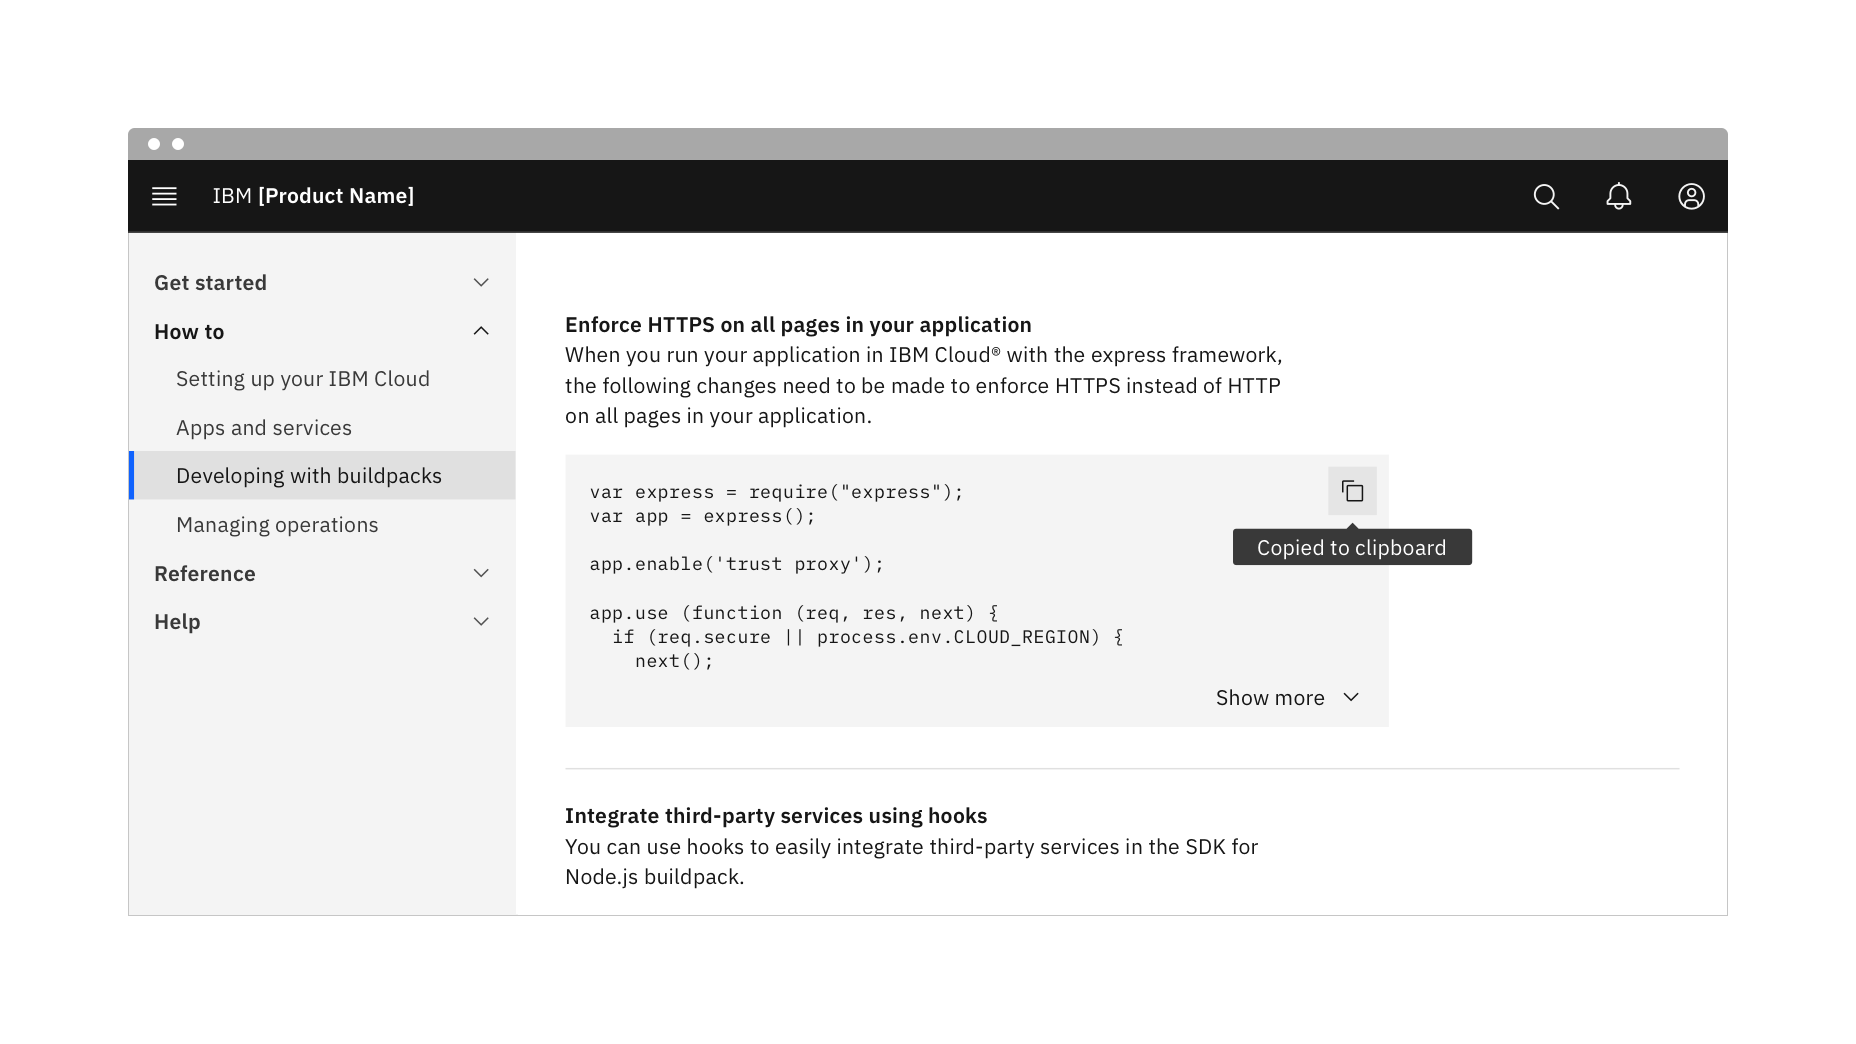 IBM [Product Name]
Get started
How to
Setting up your IBM Cloud
Apps and services
Developing with buildpacks
Managing operations
Reference
Help
Enforce HTTPS on all pages in your application
When you run your application in IBM Cloud® with the express framework,
the following changes need to be made to enforce HTTPS instead of HTTP
on all pages in your application.
var express = require("express");
var app = express();
app.enable('trust proxy');
app.use (function (req, res, next) {
  if (req.secure || process.env.CLOUD_REGION) {
    next();
Copied to clipboard
Show more
Integrate third-party services using hooks
You can use hooks to easily integrate third-party services in the SDK for
Node.js buildpack.